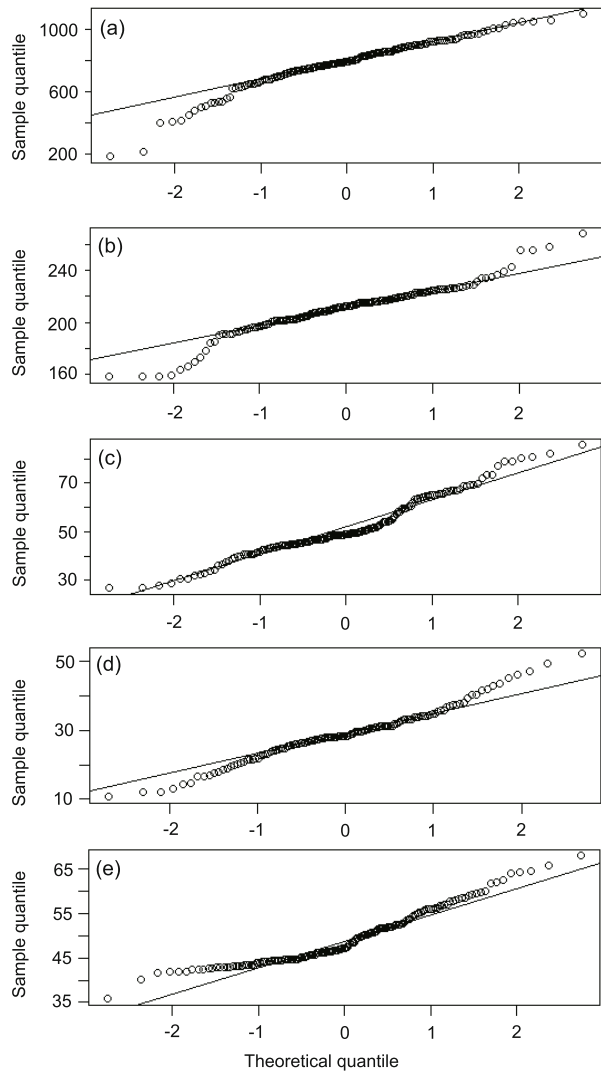 (a)
Sample quantile
1000
600
200
-2 -1 0 1 2
(b)
Sample quantile
240
200
160
-2 -1 0 1 2
(c)
Sample quantile
70
50
30
-2 -1 0 1 2
(d)
Sample quantile
50
30
10
-2 -1 0 1 2
(e)
Sample quantile
65
55
45
35
-2 -1 0 1 2
Theoretical quantile